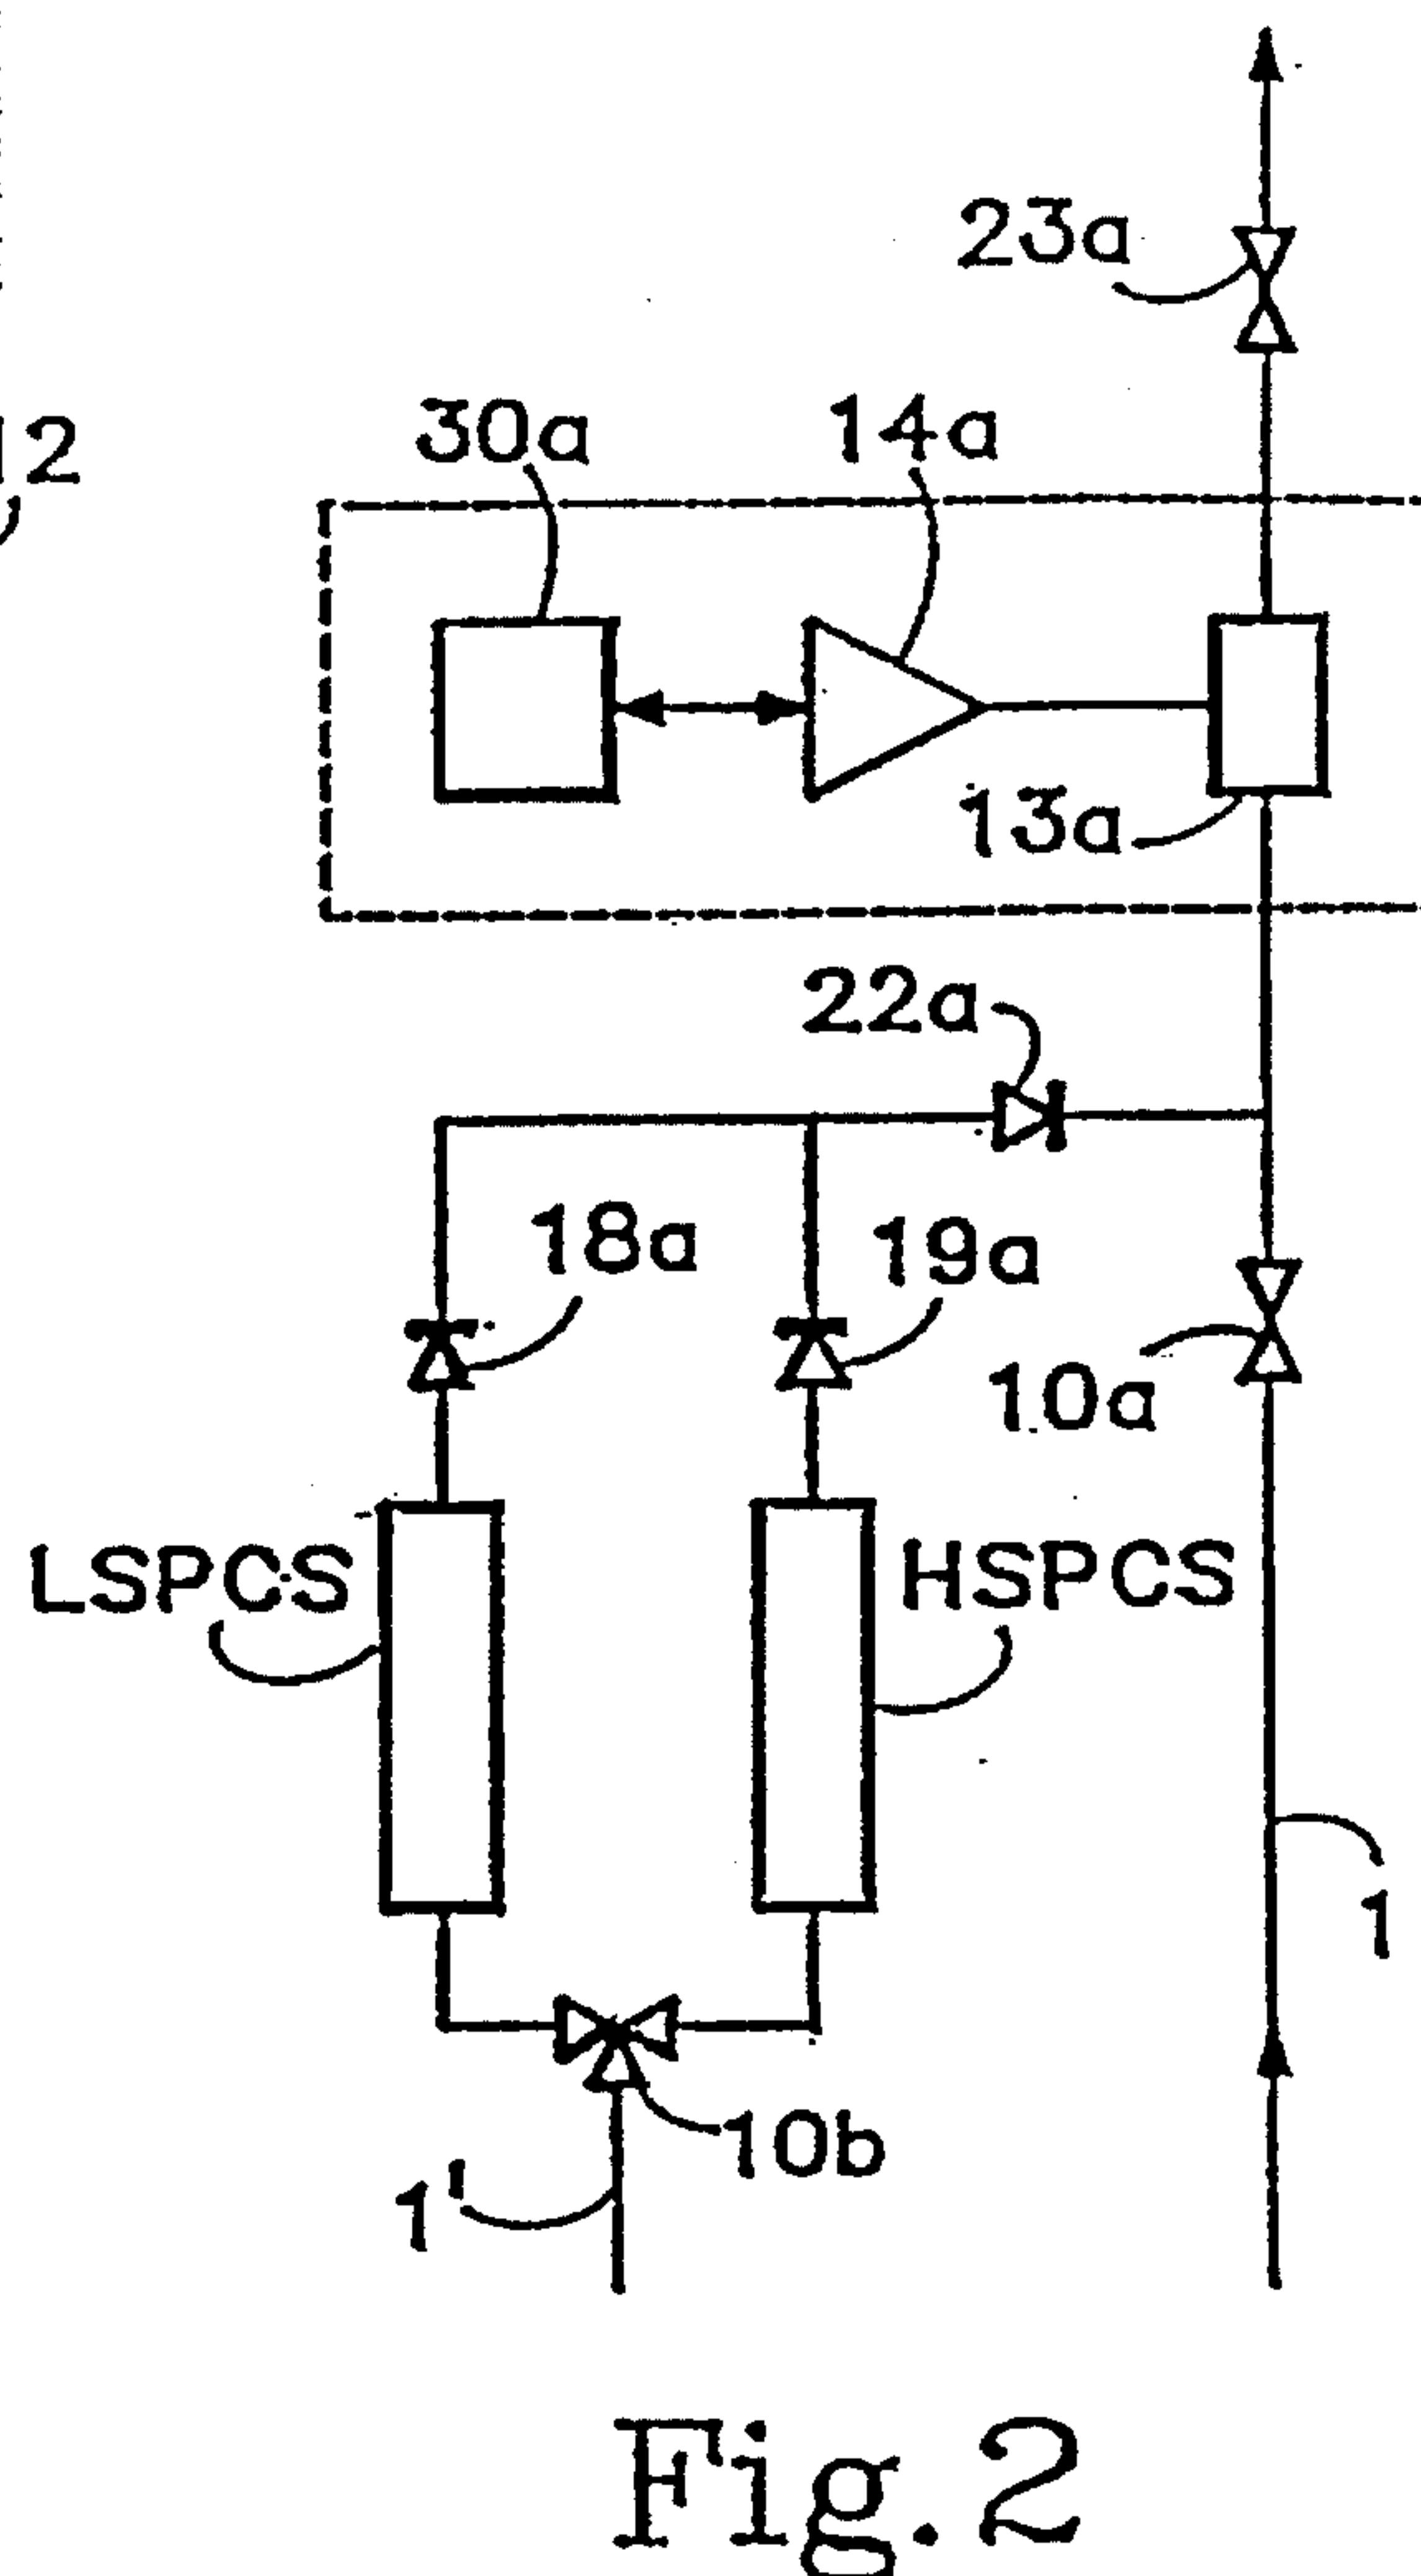 23a
12
30a
14a
13a
22a
18a
19a
10a
LSPCS
HSPCS
1
10b
1'
Fig.2